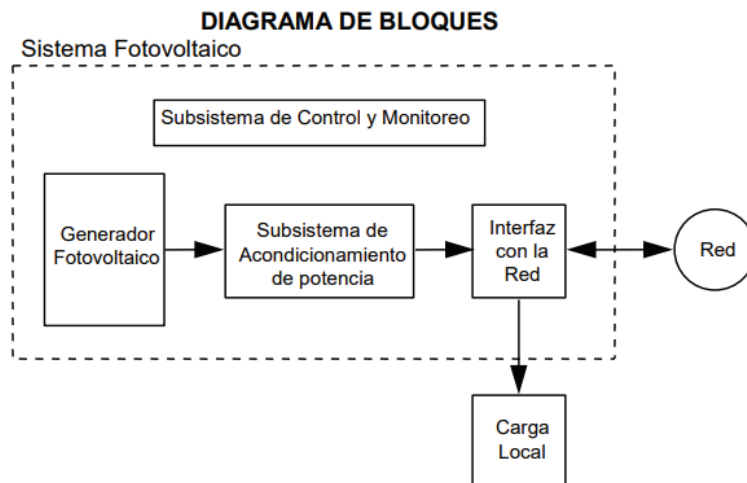 DIAGRAMA DE BLOQUES
Sistema Fotovoltaico
Subsistema de Control y Monitoreo
Generador
Fotovoltaico
Subsistema de
Acondicionamiento
de potencia
Interfaz
con la
Red
Red
Carga
Local